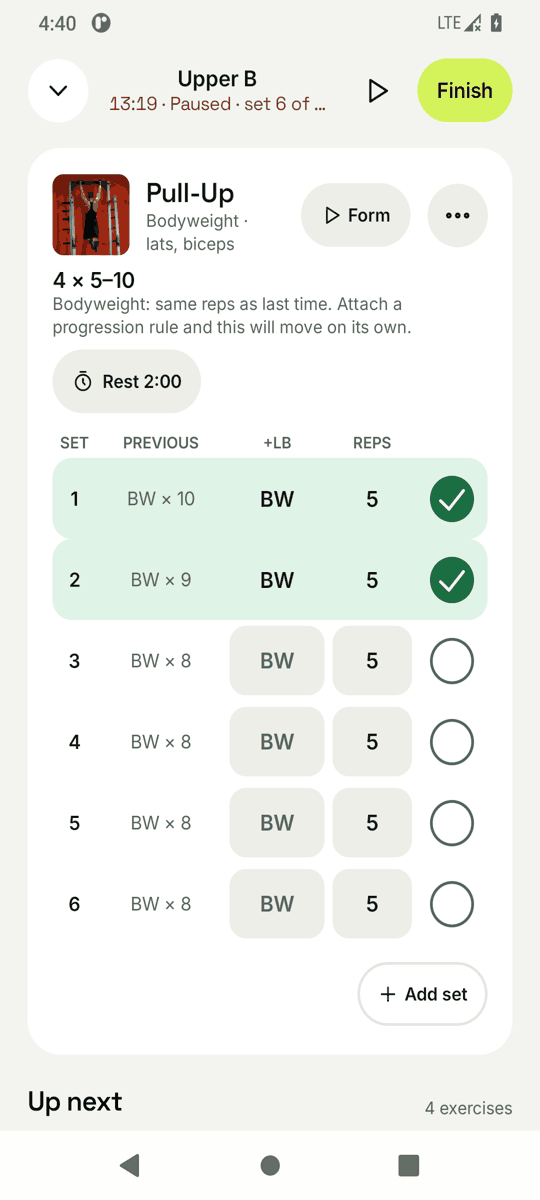 4:40
LTE
Upper B
13:19 · Paused · set 6 of ...
Finish
Pull-Up
Bodyweight ·
lats, biceps
Form
4 × 5–10
Bodyweight: same reps as last time. Attach a
progression rule and this will move on its own.
Rest 2:00
SET PREVIOUS +LB REPS
1 BW × 10 BW 5
2 BW × 9 BW 5
3 BW × 8 BW 5
4 BW × 8 BW 5
5 BW × 8 BW 5
6 BW × 8 BW 5
+ Add set
Up next
4 exercises